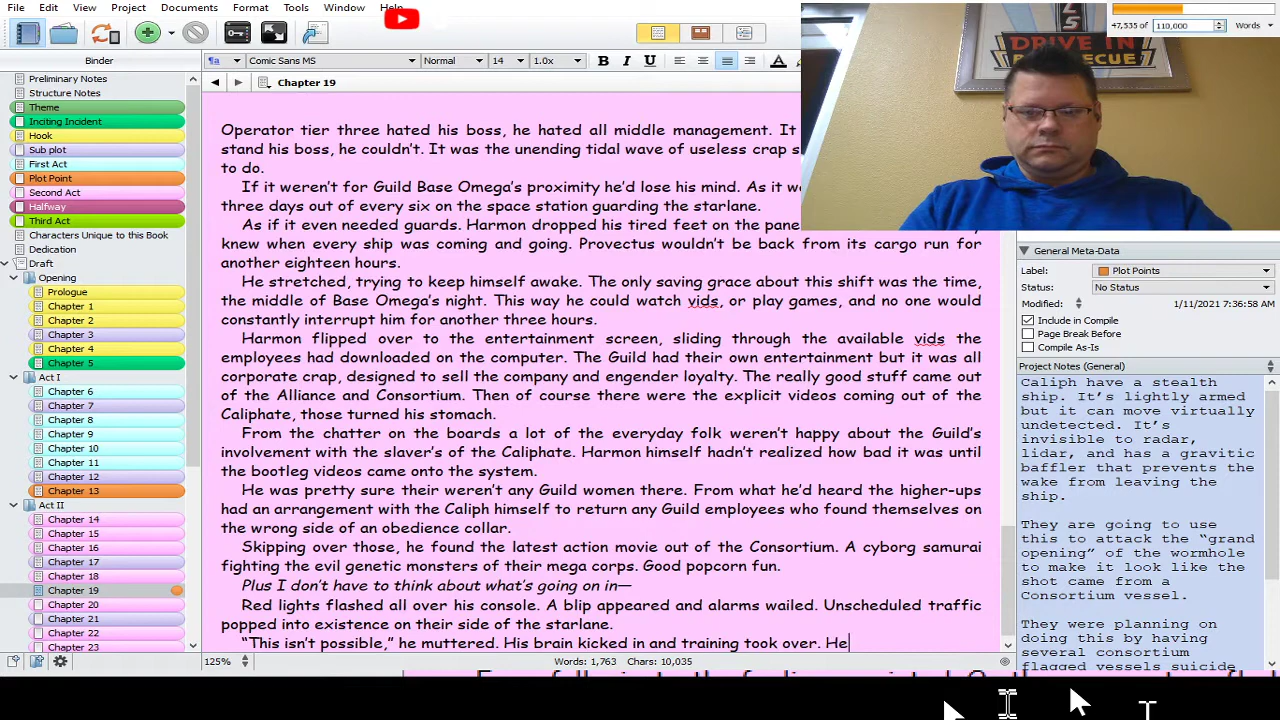 File Edit View Project Documents Format Tools Window Help
47,535 of 110,000 Words
LS
DRIVE IN
BARBECUE
Binder
Comic Sans MS Normal 14 1.0x B I U A
Chapter 19
Preliminary Notes
Structure Notes
Theme
Inciting Incident
Hook
Sub plot
First Act
Plot Point
Second Act
Halfway
Third Act
Characters Unique to this Book
Dedication
Draft
Opening
Prologue
Chapter 1
Chapter 2
Chapter 3
Chapter 4
Chapter 5
Act I
Chapter 6
Chapter 7
Chapter 8
Chapter 9
Chapter 10
Chapter 11
Chapter 12
Chapter 13
Act II
Chapter 14
Chapter 15
Chapter 16
Chapter 17
Chapter 18
Chapter 19
Chapter 20
Chapter 21
Chapter 22
Chapter 23
Operator tier three hated his boss, he hated all middle management. It
stand his boss, he couldn't. It was the unending tidal wave of useless crap
to do.
If it weren't for Guild Base Omega's proximity he'd lose his mind. As it
three days out of every six on the space station guarding the starlane.
As if it even needed guards. Harmon dropped his tired feet on the
knew when every ship was coming and going. Provectus wouldn't be back from its cargo run for
another eighteen hours.
He stretched, trying to keep himself awake. The only saving grace about this shift was the time,
the middle of Base Omega's night. This way he could watch vids, or play games, and no one would
constantly interrupt him for another three hours.
Harmon flipped over to the entertainment screen, sliding through the available vids the
employees had downloaded on the computer. The Guild had their own entertainment but it was all
corporate crap, designed to sell the company and engender loyalty. The really good stuff came out
of the Alliance and Consortium. Then of course there were the explicit videos coming out of the
Caliphate, those turned his stomach.
From the chatter on the boards a lot of the everyday folk weren't happy about the Guild's
involvement with the slaver's of the Caliphate. Harmon himself hadn't realized how bad it was until
the bootleg videos came onto the system.
He was pretty sure their weren't any Guild women there. From what he'd heard the higher-ups
had an arrangement with the Caliph himself to return any Guild employees who found themselves on
the wrong side of an obedience collar.
Skipping over those, he found the latest action movie out of the Consortium. A cyborg samurai
fighting the evil genetic monsters of their mega corps. Good popcorn fun.
Plus I don't have to think about what's going on in—
Red lights flashed all over his console. A blip appeared and alarms wailed. Unscheduled traffic
popped into existence on their side of the starlane.
"This isn't possible," he muttered. His brain kicked in and training took over. He
125% Words: 1,763 Chars: 10,035
General Meta-Data
Label: Plot Points
Status: No Status
Modified: 1/11/2021 7:36:58 AM
Include in Compile
Page Break Before
Compile As-Is
Project Notes (General)
Caliph have a stealth
ship. It's lightly armed
but it can move virtually
undetected. It's
invisible to radar,
lidar, and has a gravitic
baffler that prevents the
wake from leaving the
ship.
They are going to use
this to attack the "grand
opening" of the wormhole
to make it look like the
shot came from a
Consortium vessel.
They were planning on
doing this by having
several consortium
flagged vessels suicide